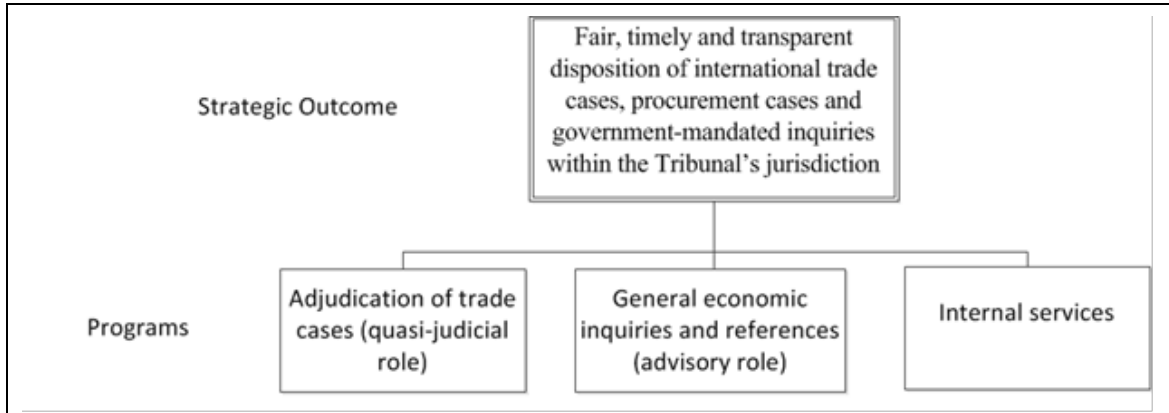 Strategic Outcome
Fair, timely and transparent
disposition of international trade
cases, procurement cases and
government-mandated inquiries
within the Tribunal’s jurisdiction
Programs
Adjudication of trade
cases (quasi-judicial
role)
General economic
inquiries and references
(advisory role)
Internal services